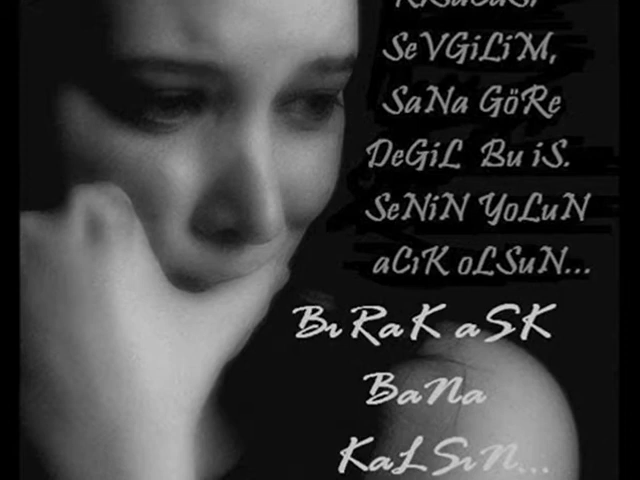 SeVGiLiM,
SaNa GöRe
DeGiL Bu iS.
SeNiN YoLuN
aCiK oLSuN...
BıRaK aSK
BaNa
KaLSıN...